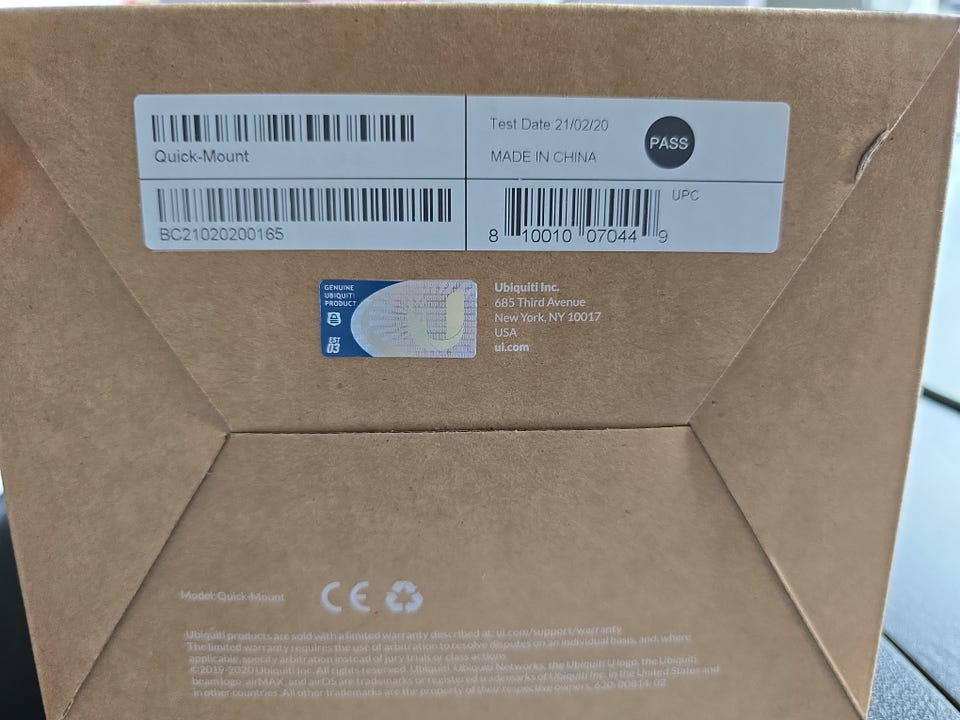 Quick-Mount
BC21020200165
Test Date 21/02/20
MADE IN CHINA
PASS
UPC
8 10010 07044 9
GENUINE
UBIQUITI
PRODUCT
EST
03
U
Ubiquiti Inc.
685 Third Avenue
New York, NY 10017
USA
ui.com
Model: Quick-Mount
CE
Ubiquiti products are sold with a limited warranty described at: ui.com/support/warranty
The limited warranty requires the use of arbitration to resolve disputes on an individual basis, and, where
applicable, specify arbitration instead of jury trials or class actions.
©2019-2020 Ubiquiti Inc. All rights reserved. Ubiquiti, Ubiquiti Networks, the Ubiquiti U logo, the Ubiquiti
beam logo, airMAX, and airOS are trademarks or registered trademarks of Ubiquiti Inc. in the United States and
in other countries. All other trademarks are the property of their respective owners. 620-00814-02